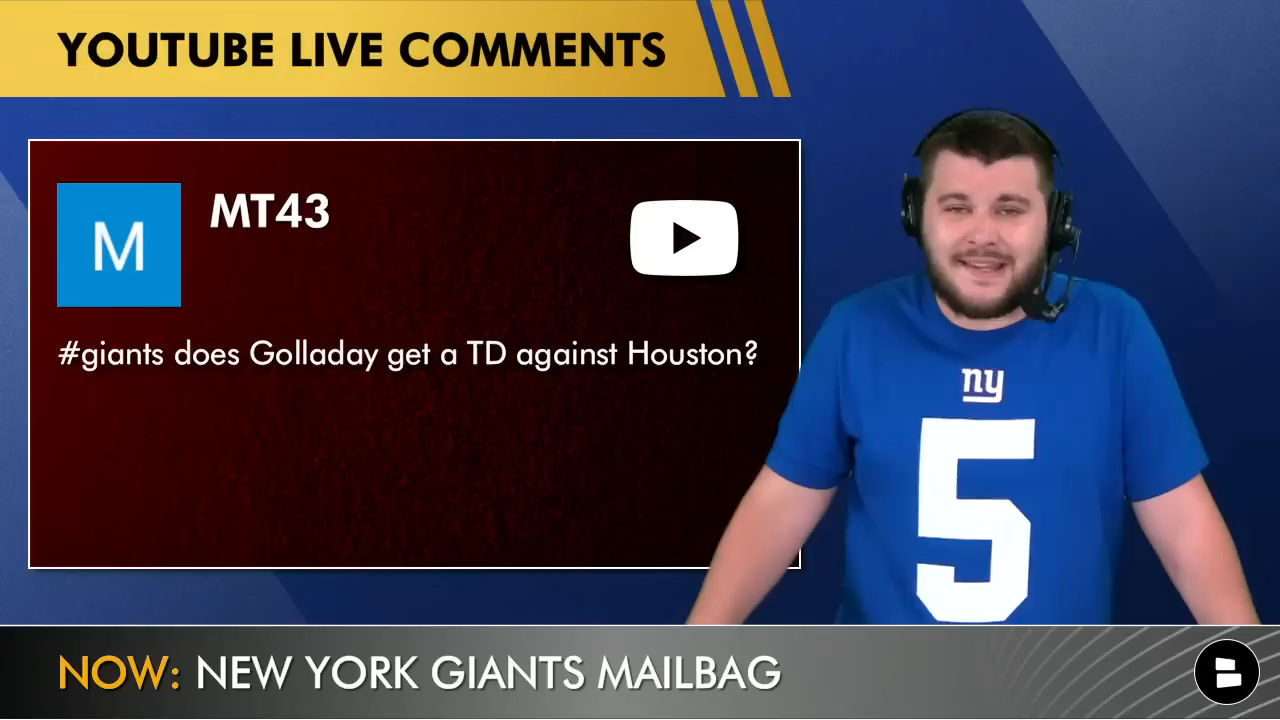 YOUTUBE LIVE COMMENTS
M
MT43
#giants does Golladay get a TD against Houston?
ny
5
NOW: NEW YORK GIANTS MAILBAG